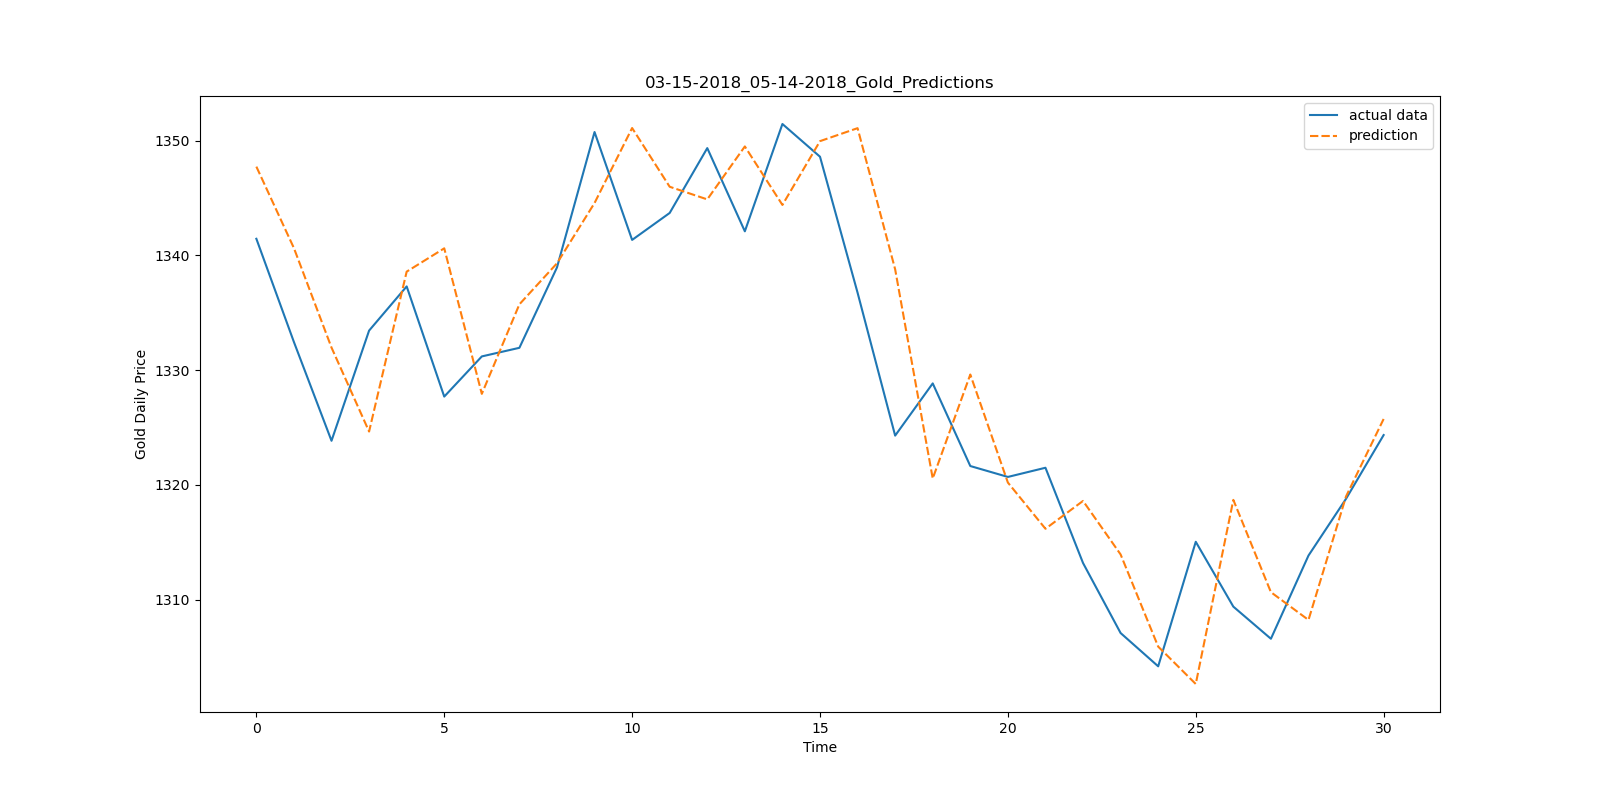 03-15-2018_05-14-2018_Gold_Predictions
actual data
prediction
Gold Daily Price
1350
1340
1330
1320
1310
0 5 10 15 20 25 30
Time